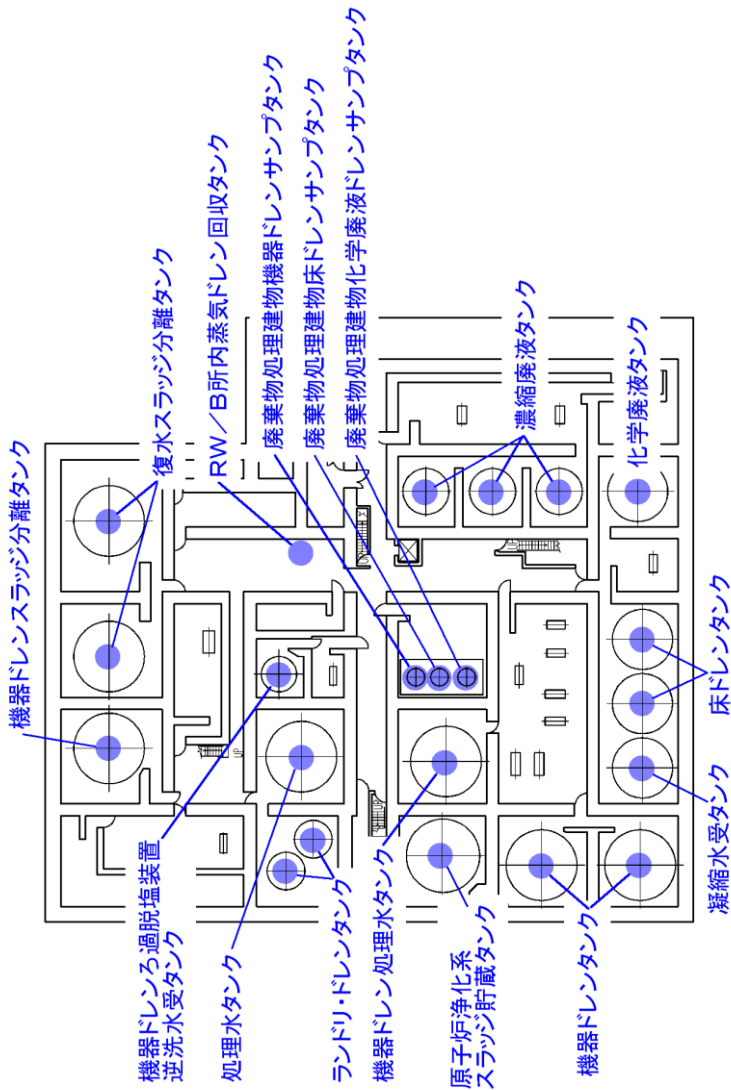 機器ドレンスラッジ分離タンク
復水スラッジ分離タンク
RW/B所内蒸気ドレン回収タンク
廃棄物処理建物機器ドレンサンプタンク
廃棄物処理建物床ドレンサンプタンク
廃棄物処理建物化学廃液ドレンサンプタンク
濃縮廃液タンク
化学廃液タンク
機器ドレンろ過脱塩装置
逆洗水受タンク
処理水タンク
ランドリ・ドレンタンク
機器ドレン処理水タンク
原子炉浄化系
スラッジ貯蔵タンク
機器ドレンタンク
凝縮水受タンク
床ドレンタンク
UP